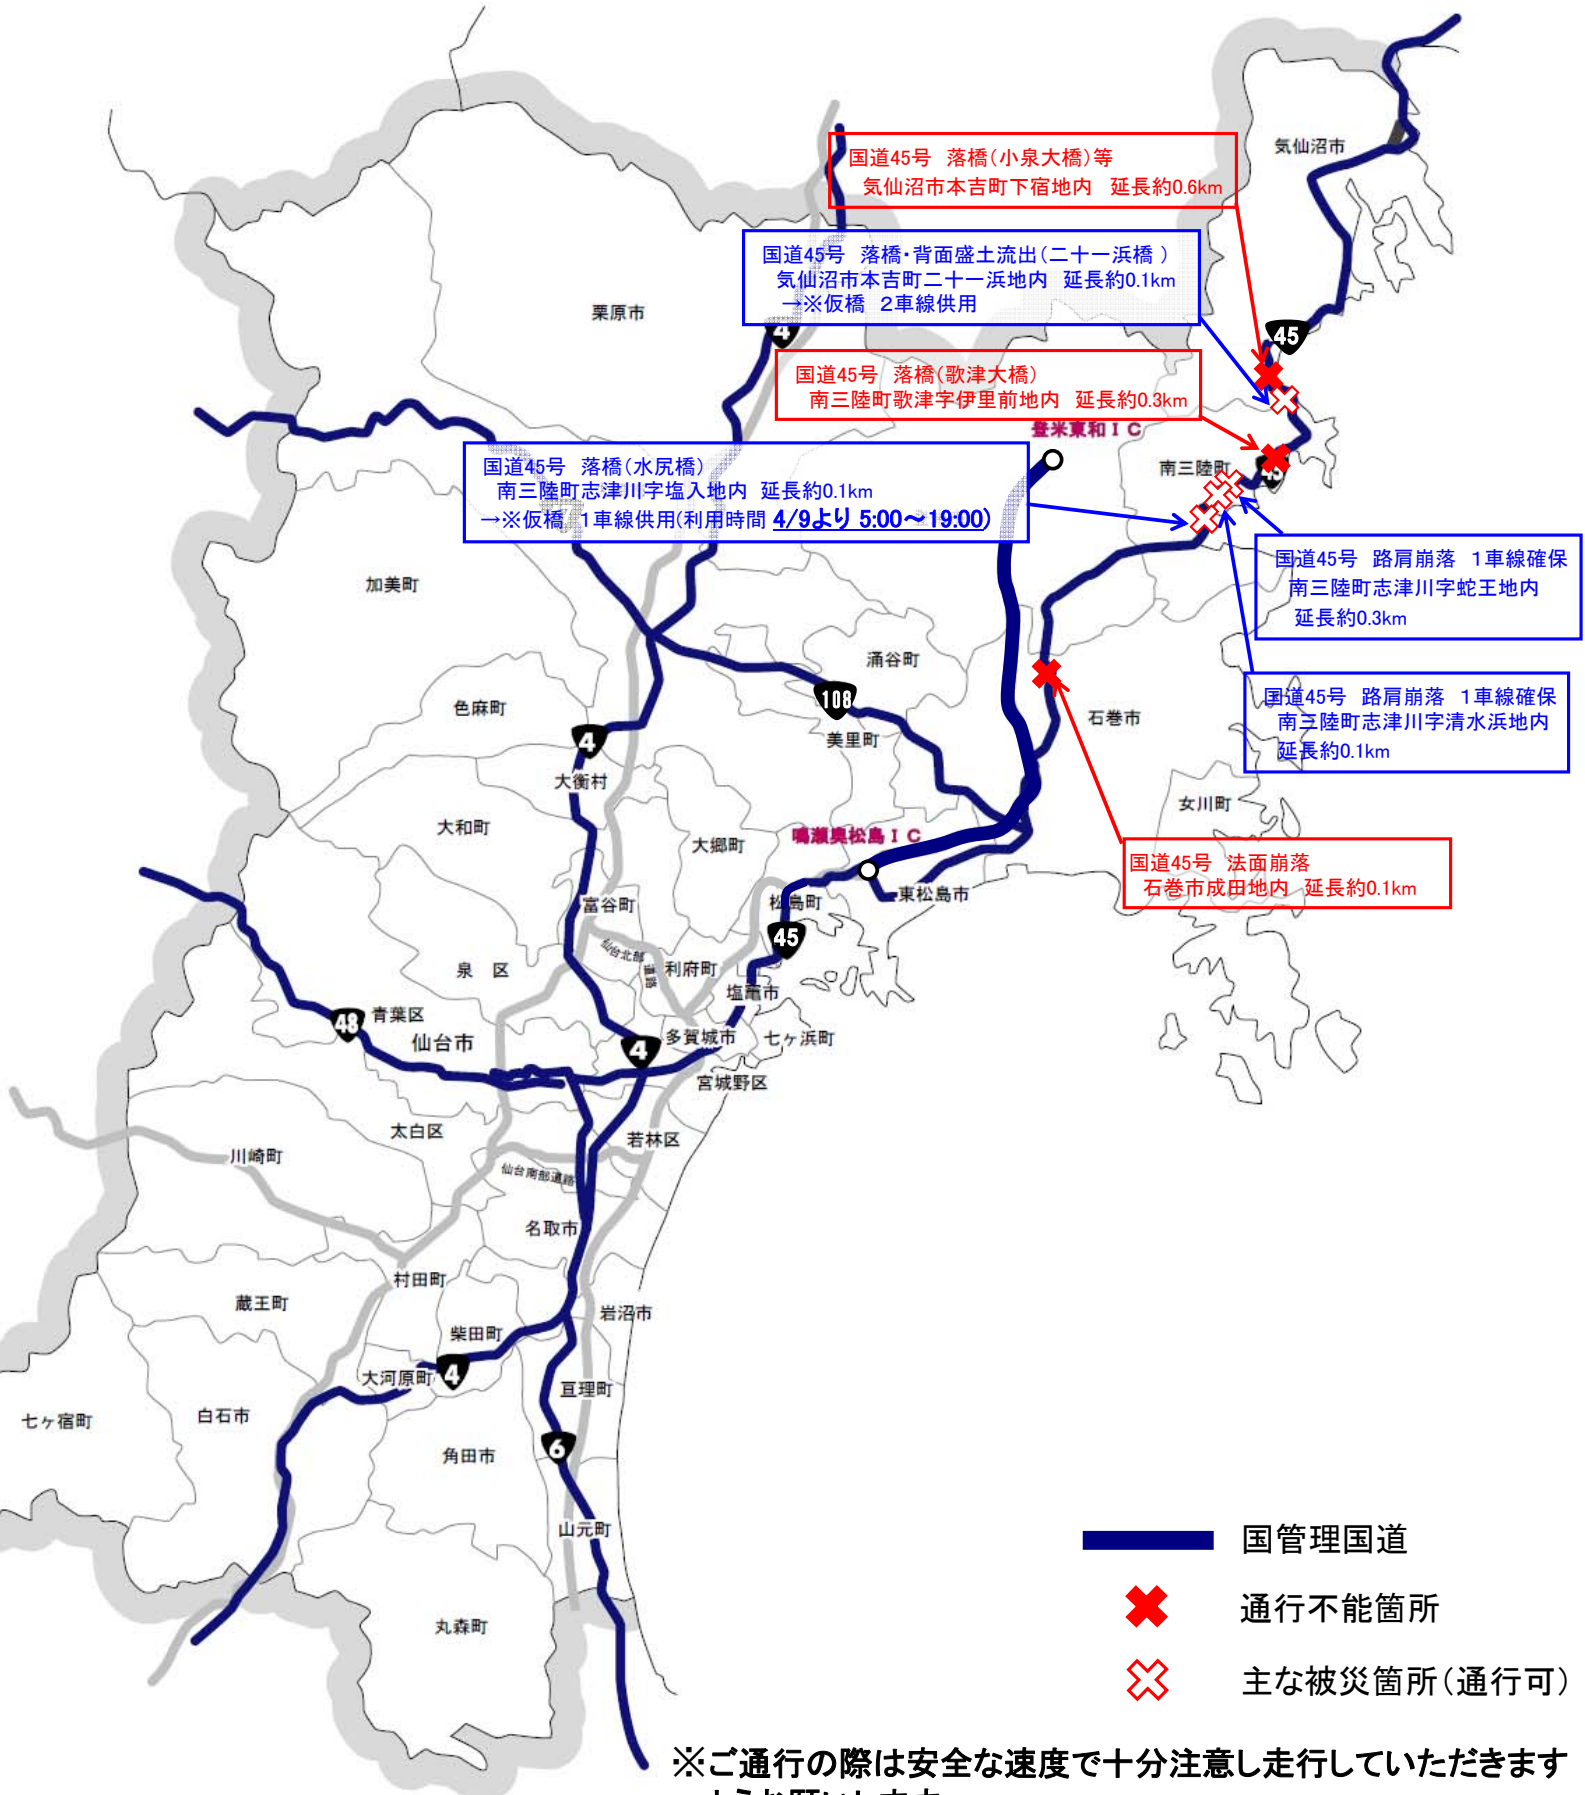 気仙沼市
国道45号 落橋(小泉大橋)等
気仙沼市本吉町下宿地内 延長約0.6km
国道45号 落橋・背面盛土流出(二十一浜橋 )
気仙沼市本吉町二十一浜地内 延長約0.1km
→※仮橋 2車線供用
栗原市
4
45
国道45号 落橋(歌津大橋)
南三陸町歌津字伊里前地内 延長約0.3km
登米東和IC
国道45号 落橋(水尻橋)
南三陸町志津川字塩入地内 延長約0.1km
→※仮橋 1車線供用(利用時間 4/9より 5:00~19:00)
南三陸町
45
国道45号 路肩崩落 1車線確保
南三陸町志津川字蛇王地内
延長約0.3km
加美町
涌谷町
108
国道45号 路肩崩落 1車線確保
南三陸町志津川字清水浜地内
延長約0.1km
色麻町
石巻市
4
美里町
大衡村
女川町
大和町
大郷町
鳴瀬奥松島IC
国道45号 法面崩落
石巻市成田地内 延長約0.1km
富谷町
松島町
東松島市
45
仙台北部
道路
泉 区
利府町
塩竈市
青葉区
48
仙台市
4
多賀城市
七ヶ浜町
宮城野区
太白区
若林区
川崎町
仙台南部道路
名取市
村田町
蔵王町
岩沼市
柴田町
大河原町
4
亘理町
七ヶ宿町
白石市
角田市
6
山元町
国管理国道
通行不能箇所
丸森町
主な被災箇所(通行可)
※ご通行の際は安全な速度で十分注意し走行していただきます